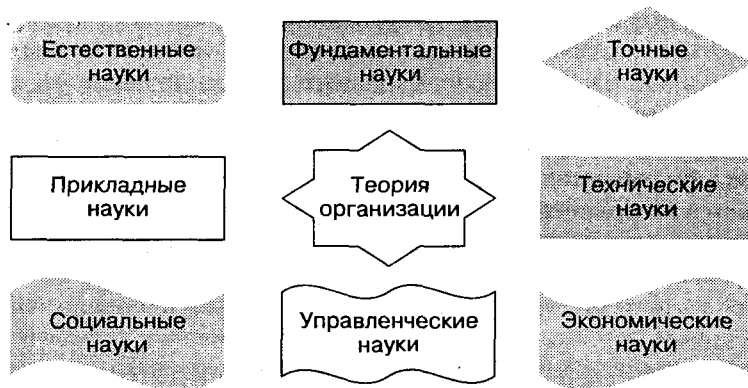 Естественные
науки
Фундаментальные
науки
Точные
науки
Прикладные
науки
Теория
организации
Технические
науки
Социальные
науки
Управленческие
науки
Экономические
науки